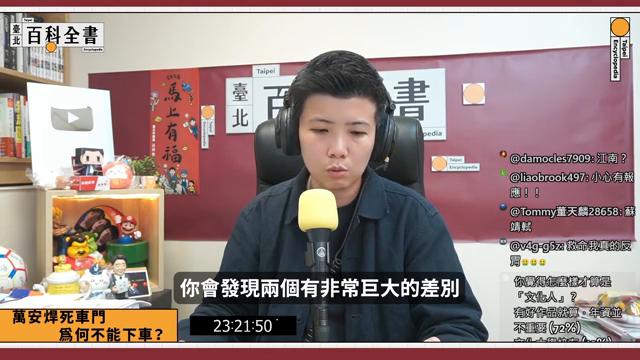 臺北
Taipei
百科全書
Encyclopedia
Taipei
Encyclopedia
Taipei
臺北
百科全書
Encyclopedia
馬上有福
Taipei
Encyclopedia
@damocles7909: 江南？
@liaobrook497: 小心有報
應！！
@Tommy董天麟28658: 蘇
靖軾
@v4g-g6z: 救命我真的反
胃
你覺得怎麼樣才算是
「文化人」？
有好作品就算，年資並
不重要 (72%)
你會發現兩個有非常巨大的差別
萬安焊死車門
為何不能下車？
23:21:50